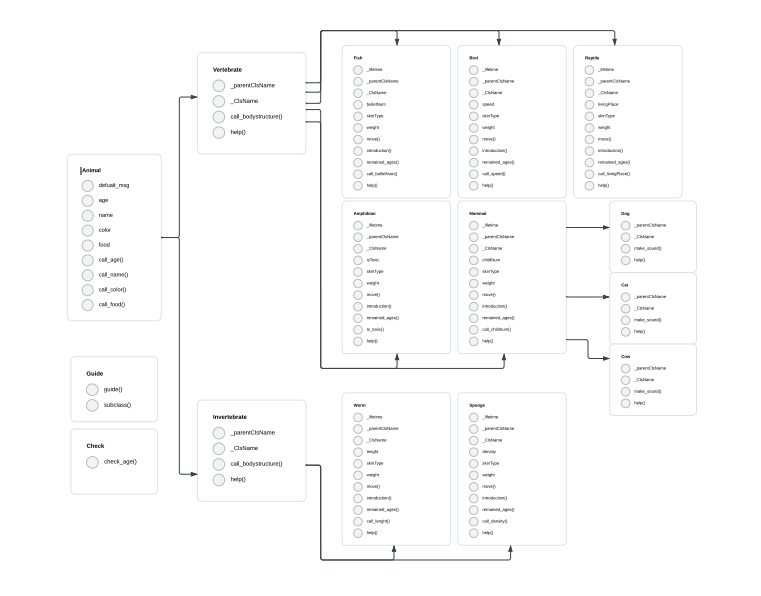 Animal
defualt_msg
age
name
color
food
call_age()
call_name()
call_color()
call_food()
Guide
guide()
subclass()
Check
check_age()
Vertebrate
_parentClsName
_ClsName
call_bodystructure()
help()
Invertebrate
_parentClsName
_ClsName
call_bodystructure()
help()
Fish
_lifetime
_parentClsName
_ClsName
balletNum
skinType
weight
move()
introduction()
remained_ages()
call_balletNum()
help()
Bird
_lifetime
_parentClsName
_ClsName
speed
skinType
weight
move()
introduction()
remained_ages()
call_speed()
help()
Reptile
_lifetime
_parentClsName
_ClsName
livingPlace
skinType
weight
move()
introduction()
remained_ages()
call_livingPlace()
help()
Amphibian
_lifetime
_parentClsName
_ClsName
isToxic
skinType
weight
move()
introduction()
remained_ages()
help()
Mammal
_lifetime
_parentClsName
_ClsName
childNum
skinType
weight
move()
introduction()
remained_ages()
call_childnum()
help()
Dog
_parentClsName
_ClsName
make_sound()
help()
Cat
_parentClsName
_ClsName
make_sound()
help()
Cow
_parentClsName
_ClsName
make_sound()
help()
Worm
_lifetime
_parentClsName
_ClsName
lenght
skinType
weight
move()
introduction()
remained_ages()
call_lenght()
help()
Sponge
_lifetime
_parentClsName
_ClsName
density
skinType
weight
move()
introduction()
remained_ages()
call_density()
help()